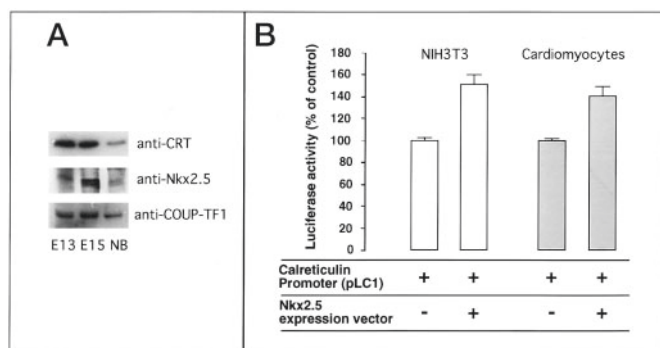 A
anti-CRT
anti-Nkx2.5
anti-COUP-TF1
E13 E15 NB
B
Luciferase activity (% of control)
180
160
140
120
100
80
60
40
20
0
NIH3T3
Cardiomyocytes
Calreticulin
Promoter (pLC1)
+ + + +
Nkx2.5
expression vector
- + - +